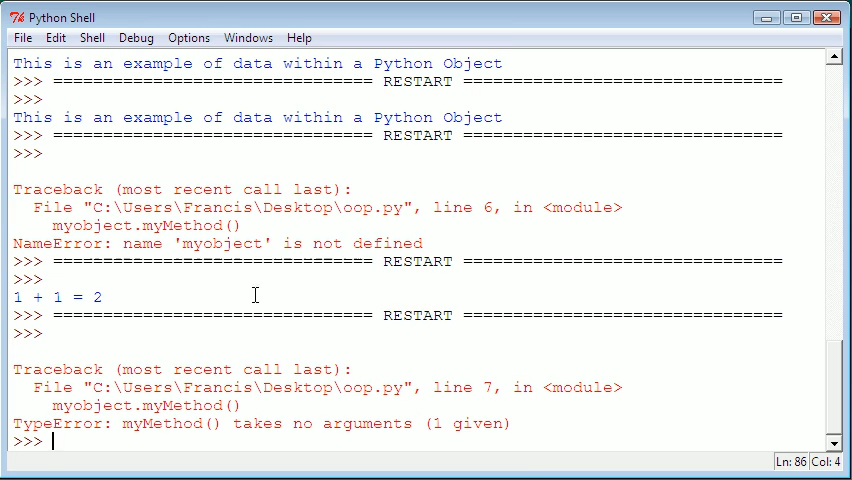 Python Shell
File Edit Shell Debug Options Windows Help
This is an example of data within a Python Object
>>> ================================ RESTART ================================
>>>
This is an example of data within a Python Object
>>> ================================ RESTART ================================
>>>
Traceback (most recent call last):
File "C:\Users\Francis\Desktop\oop.py", line 6, in <module>
myobject.myMethod()
NameError: name 'myobject' is not defined
>>> ================================ RESTART ================================
>>>
1 + 1 = 2
>>> ================================ RESTART ================================
>>>
Traceback (most recent call last):
File "C:\Users\Francis\Desktop\oop.py", line 7, in <module>
myobject.myMethod()
TypeError: myMethod() takes no arguments (1 given)
>>>
Ln: 86 Col: 4